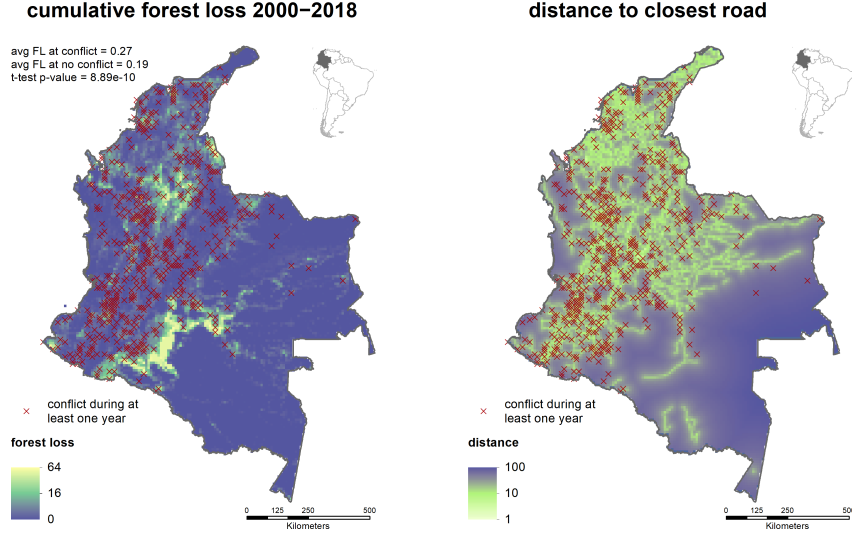 cumulative forest loss 2000−2018
avg FL at conflict = 0.27
avg FL at no conflict = 0.19
t-test p-value = 8.89e-10
conflict during at
least one year
forest loss
64
16
0
0 125 250 500
Kilometers
distance to closest road
conflict during at
least one year
distance
100
10
1
0 125 250 500
Kilometers